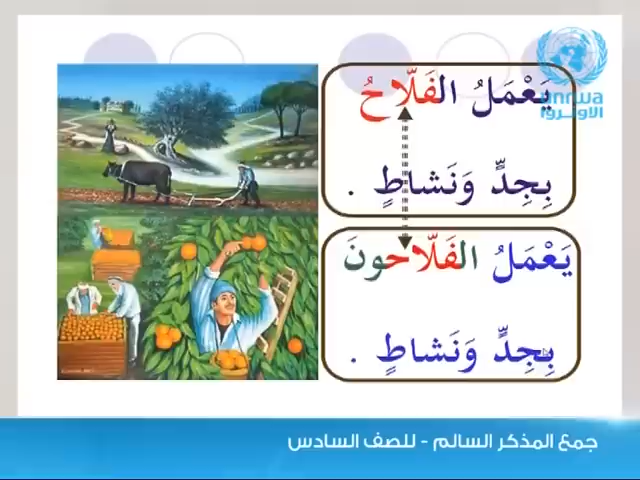 unrwa
الأونروا
يَعْمَلُ الفَلّاحُ
بِجِدٍّ وَنَشاطٍ .
يَعْمَلُ الفَلّاحونَ
بِجِدٍّ وَنَشاطٍ .
جمع المذكر السالم - للصف السادس